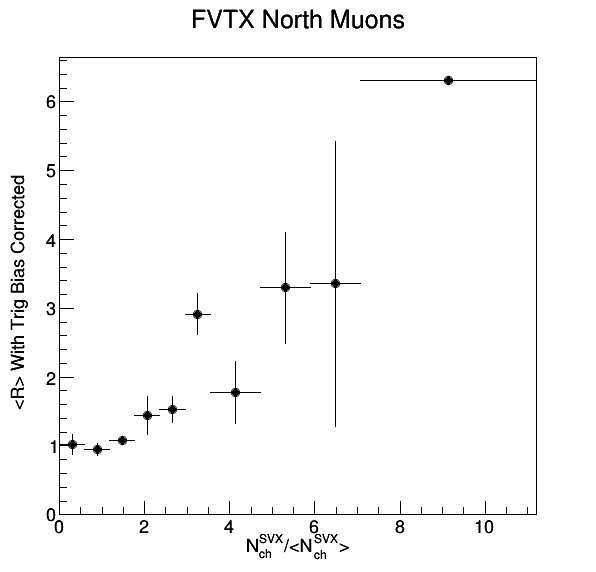 FVTX North Muons
<R> With Trig Bias Corrected
6
5
4
3
2
1
0
0 2 4 6 8 10
N_ch^SVX/<N_ch^SVX>